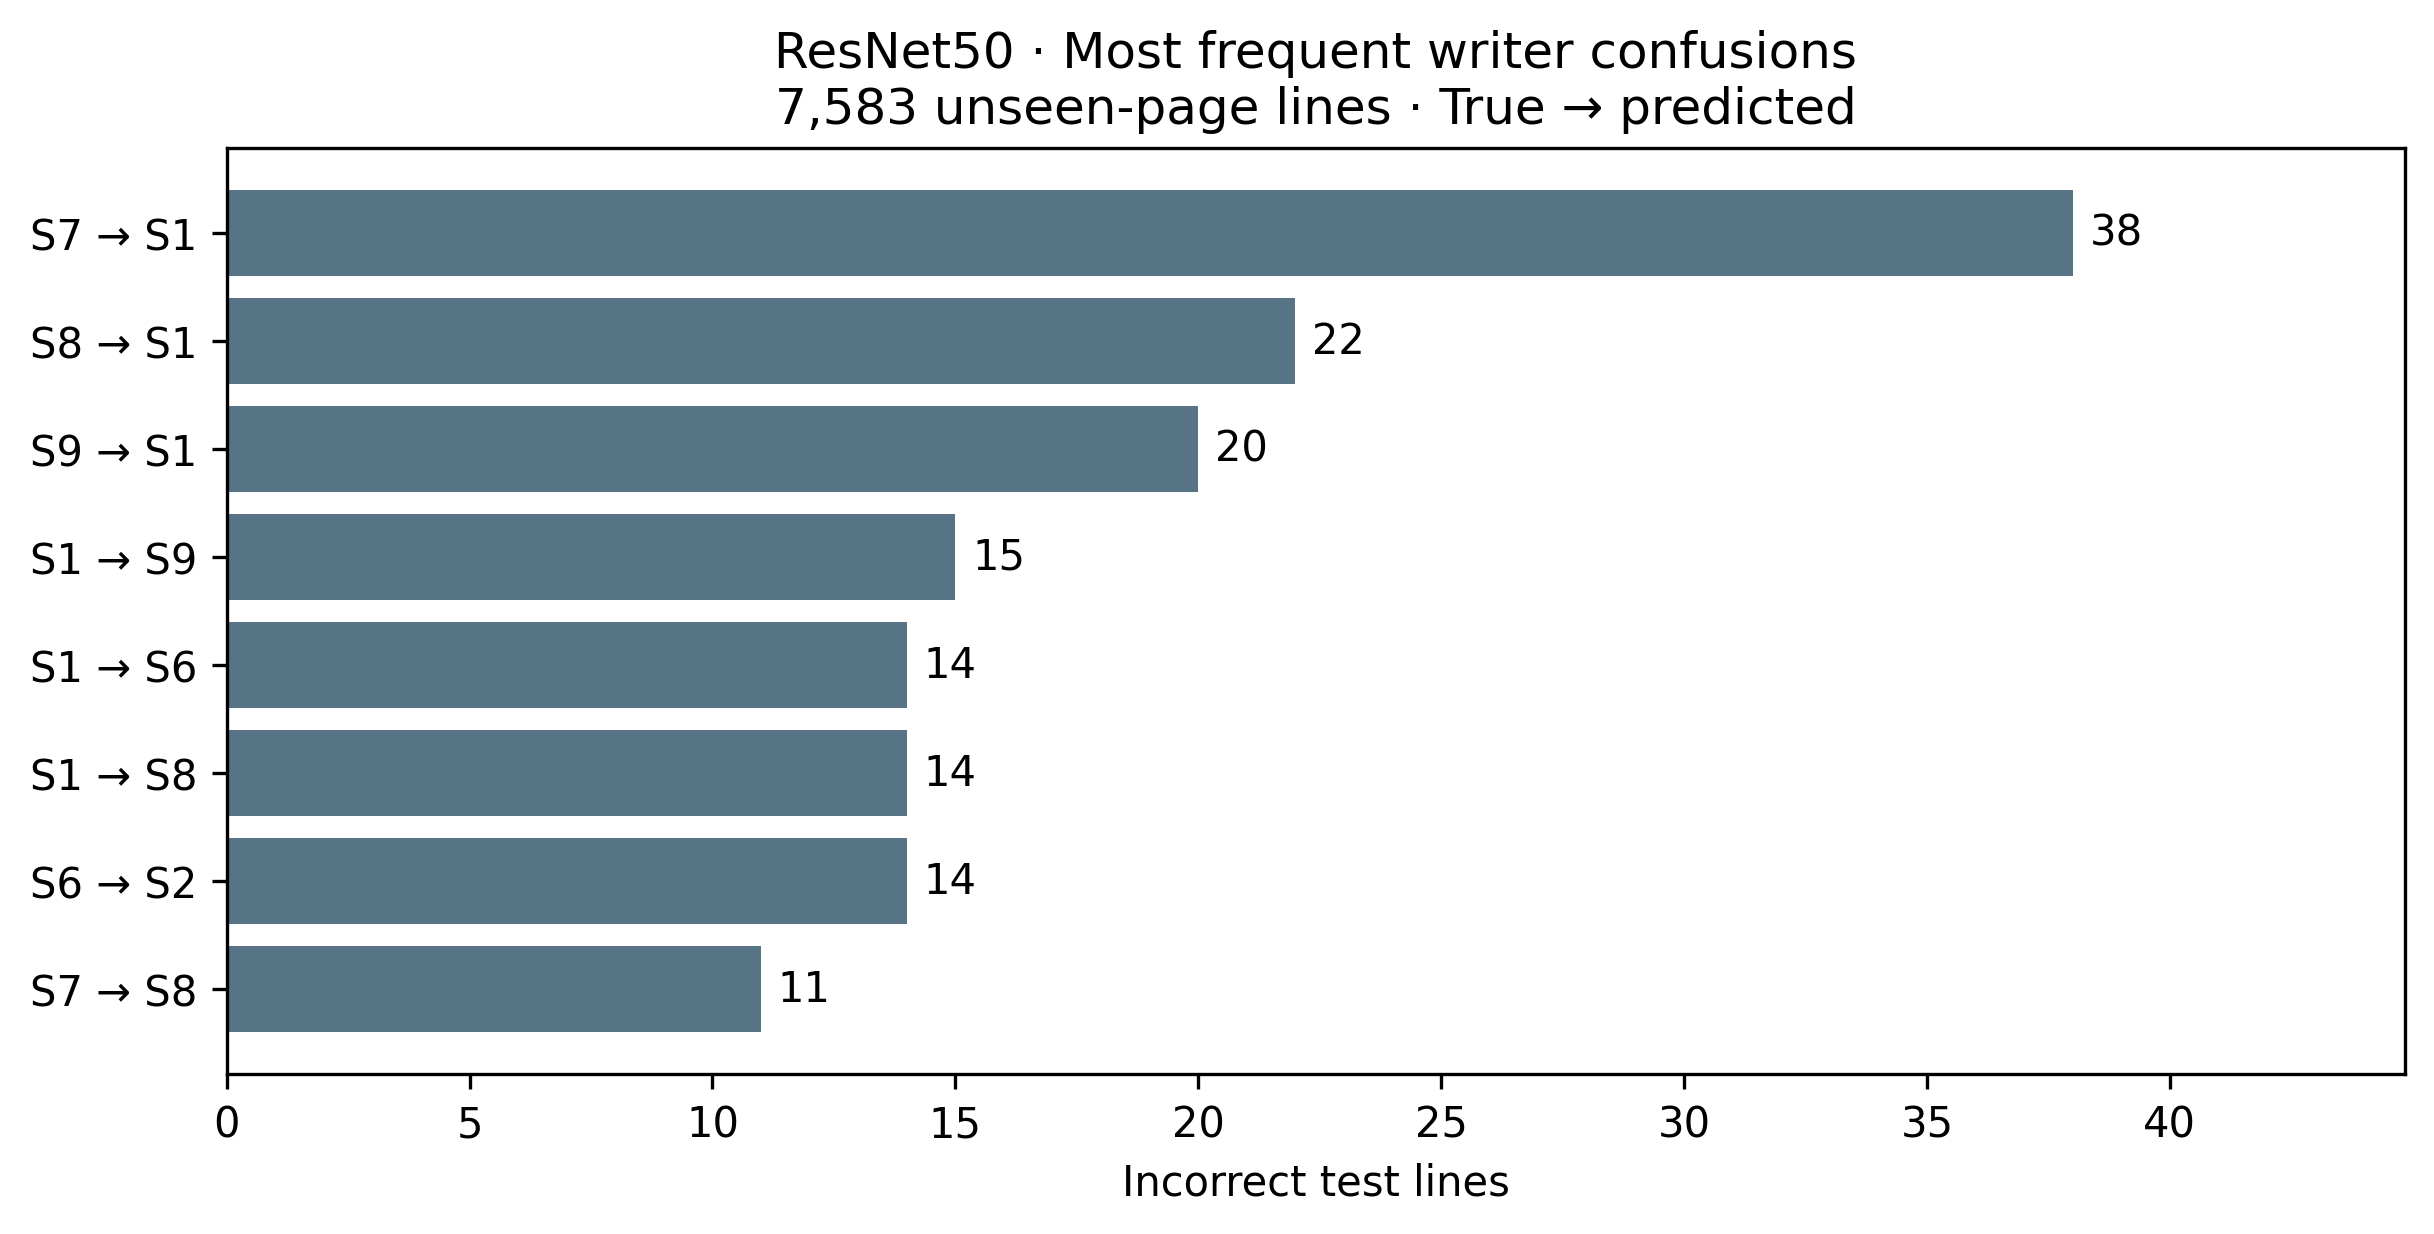 ResNet50 · Most frequent writer confusions
7,583 unseen-page lines · True → predicted
S7 → S1 38
S8 → S1 22
S9 → S1 20
S1 → S9 15
S1 → S6 14
S1 → S8 14
S6 → S2 14
S7 → S8 11
0 5 10 15 20 25 30 35 40
Incorrect test lines